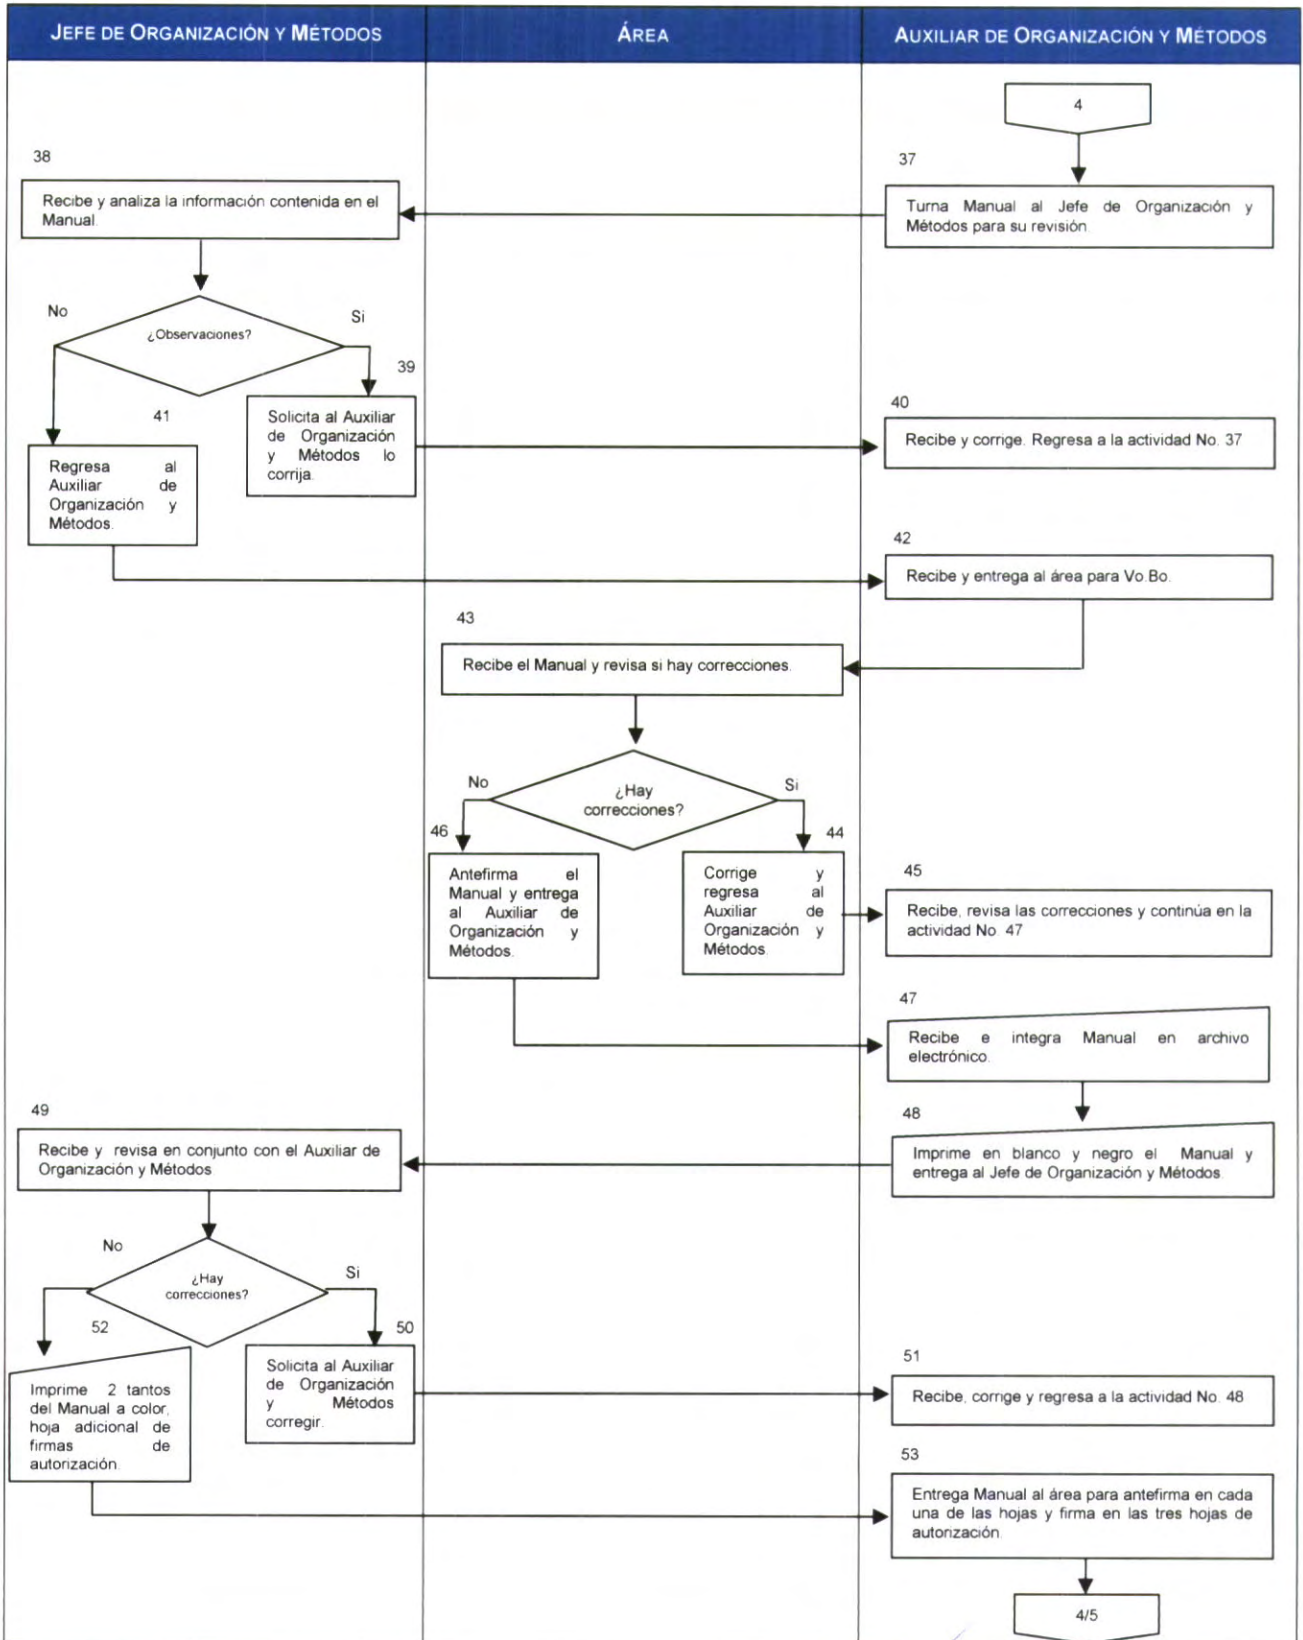 JEFE DE ORGANIZACIÓN Y MÉTODOS
ÁREA
AUXILIAR DE ORGANIZACIÓN Y MÉTODOS
4
37
Turna Manual al Jefe de Organización y
Métodos para su revisión.
38
Recibe y analiza la información contenida en el
Manual.
¿Observaciones?
No
Si
39
Solicita al Auxiliar
de Organización
y Métodos lo
corrija.
40
Recibe y corrige. Regresa a la actividad No. 37
41
Regresa al
Auxiliar de
Organización y
Métodos.
42
Recibe y entrega al área para Vo.Bo.
43
Recibe el Manual y revisa si hay correcciones.
¿Hay
correcciones?
No
Si
44
Corrige y
regresa al
Auxiliar de
Organización y
Métodos.
45
Recibe, revisa las correcciones y continúa en la
actividad No. 47
46
Antefirma el
Manual y entrega
al Auxiliar de
Organización y
Métodos.
47
Recibe e integra Manual en archivo
electrónico.
48
Imprime en blanco y negro el Manual y
entrega al Jefe de Organización y Métodos.
49
Recibe y revisa en conjunto con el Auxiliar de
Organización y Métodos
¿Hay
correcciones?
No
Si
50
Solicita al Auxiliar
de Organización
y Métodos
corregir.
51
Recibe, corrige y regresa a la actividad No. 48
52
Imprime 2 tantos
del Manual a color,
hoja adicional de
firmas de
autorización.
53
Entrega Manual al área para antefirma en cada
una de las hojas y firma en las tres hojas de
autorización.
4/5